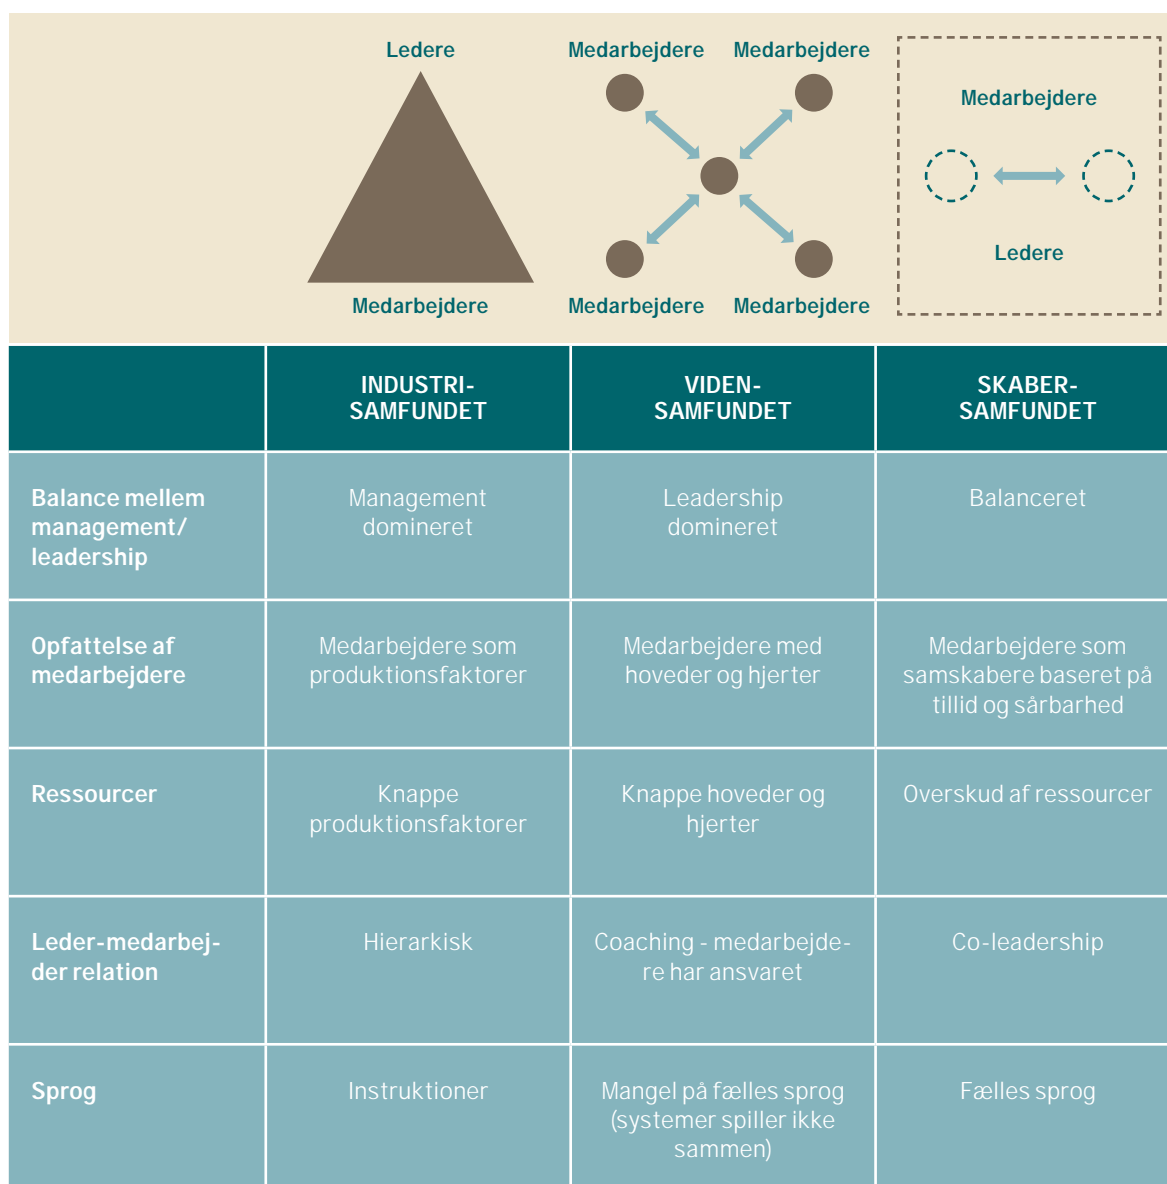 Ledere
Medarbejdere
Medarbejdere Medarbejdere
Medarbejdere Medarbejdere
Medarbejdere
Ledere
INDUSTRI-
SAMFUNDET
VIDEN-
SAMFUNDET
SKABER-
SAMFUNDET
Balance mellem
management/
leadership
Management
domineret
Leadership
domineret
Balanceret
Opfattelse af
medarbejdere
Medarbejdere som
produktionsfaktorer
Medarbejdere med
hoveder og hjerter
Medarbejdere som
samskabere baseret på
tillid og sårbarhed
Ressourcer
Knappe
produktionsfaktorer
Knappe hoveder og
hjerter
Overskud af ressourcer
Leder-medarbej-
der relation
Hierarkisk
Coaching - medarbejde-
re har ansvaret
Co-leadership
Sprog
Instruktioner
Mangel på fælles sprog
(systemer spiller ikke
sammen)
Fælles sprog